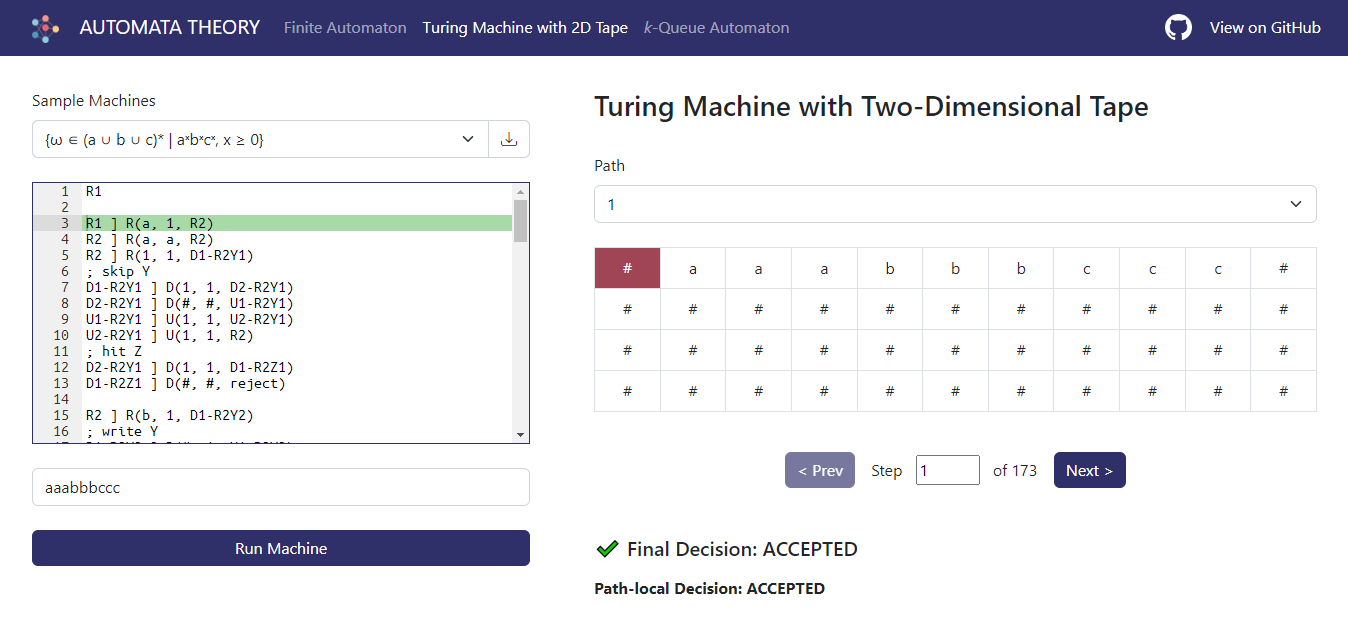 AUTOMATA THEORY Finite Automaton Turing Machine with 2D Tape k-Queue Automaton View on GitHub
Sample Machines
{ω ∈ (a ∪ b ∪ c)* | aˣbˣcˣ, x ≥ 0}
1 R1
2
3 R1 ] R(a, 1, R2)
4 R2 ] R(a, a, R2)
5 R2 ] R(1, 1, D1-R2Y1)
6 ; skip Y
7 D1-R2Y1 ] D(1, 1, D2-R2Y1)
8 D2-R2Y1 ] D(#, #, U1-R2Y1)
9 U1-R2Y1 ] U(1, 1, U2-R2Y1)
10 U2-R2Y1 ] U(1, 1, R2)
11 ; hit Z
12 D2-R2Y1 ] D(1, 1, D1-R2Z1)
13 D1-R2Z1 ] D(#, #, reject)
14
15 R2 ] R(b, 1, D1-R2Y2)
16 ; write Y
aaabbbccc
Run Machine
Turing Machine with Two-Dimensional Tape
Path
1
# a a a b b b c c c #
# # # # # # # # # # #
# # # # # # # # # # #
# # # # # # # # # # #
< Prev Step 1 of 173 Next >
Final Decision: ACCEPTED
Path-local Decision: ACCEPTED